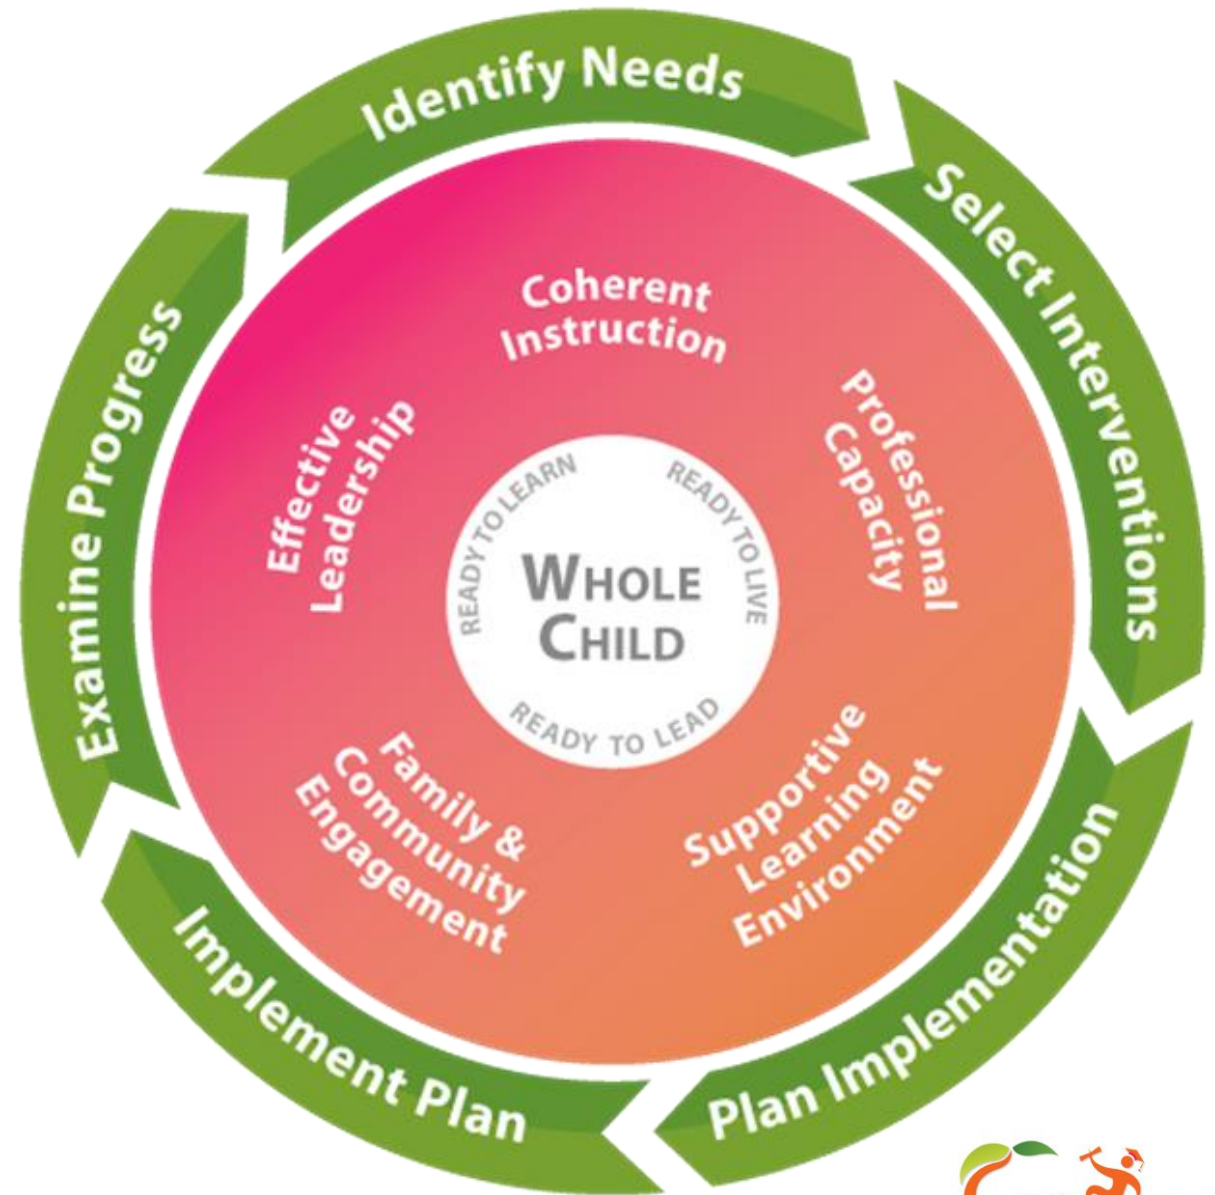 Identify Needs
Select Interventions
Plan Implementation
Implement Plan
Examine Progress
Coherent
Instruction
Professional
Capacity
Supportive
Learning
Environment
Family &
Community
Engagement
Effective
Leadership
READY TO LEARN
READY TO LIVE
READY TO LEAD
WHOLE
CHILD